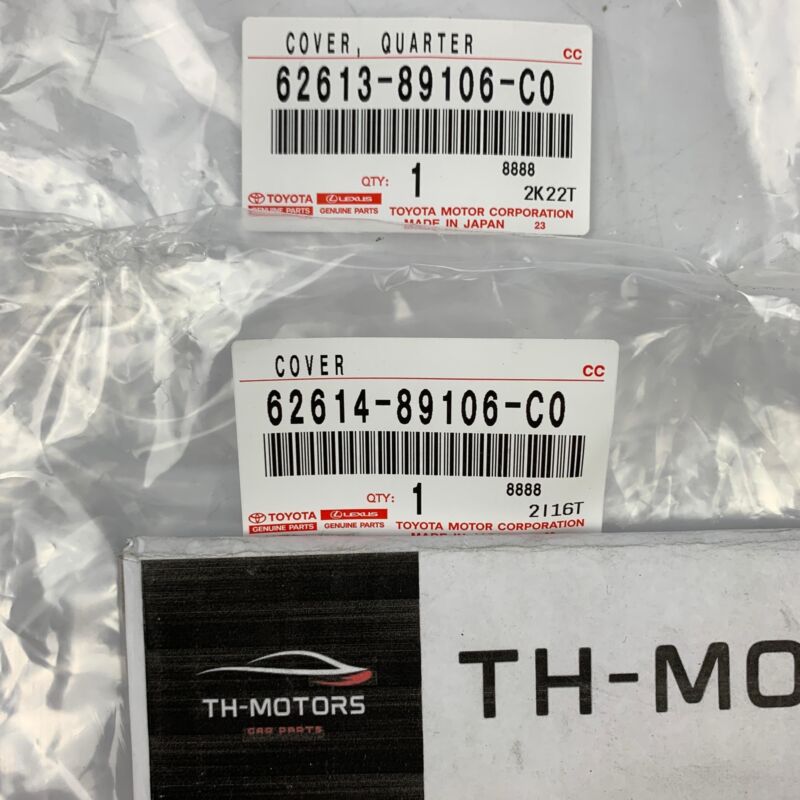 COVER, QUARTER
CC
62613-89106-C0
8888
QTY: 1
2K22T
TOYOTA LEXUS
GENUINE PARTS GENUINE PARTS TOYOTA MOTOR CORPORATION
MADE IN JAPAN 23
COVER
CC
62614-89106-C0
8888
QTY: 1
2I16T
TOYOTA LEXUS
GENUINE PARTS GENUINE PARTS TOYOTA MOTOR CORPORATION
MADE IN
TH-MOTORS
CAR PARTS
TH-MO